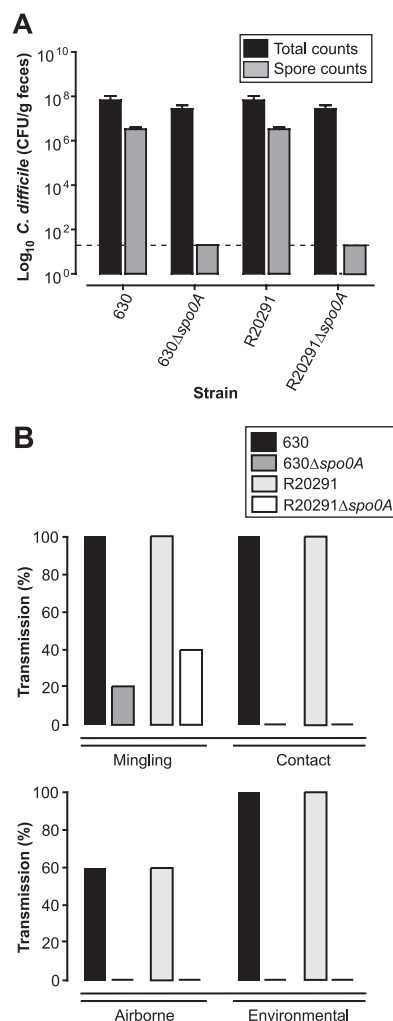 A
Total counts
Spore counts
Log10 C. difficile (CFU/g feces)
10^10
10^8
10^6
10^4
10^2
10^0
630
630Δspo0A
R20291
R20291Δspo0A
Strain
B
630
630Δspo0A
R20291
R20291Δspo0A
Transmission (%)
100
80
60
40
20
0
Mingling Contact
Transmission (%)
100
80
60
40
20
0
Airborne Environmental